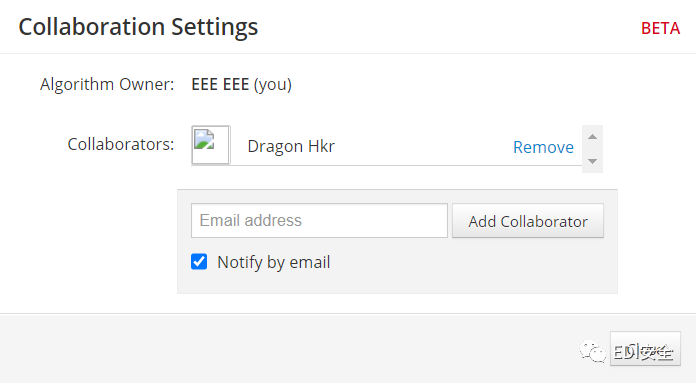 Collaboration Settings
BETA
Algorithm Owner: EEE EEE (you)
Collaborators: Dragon Hkr Remove
Email address Add Collaborator
Notify by email
EDI安全